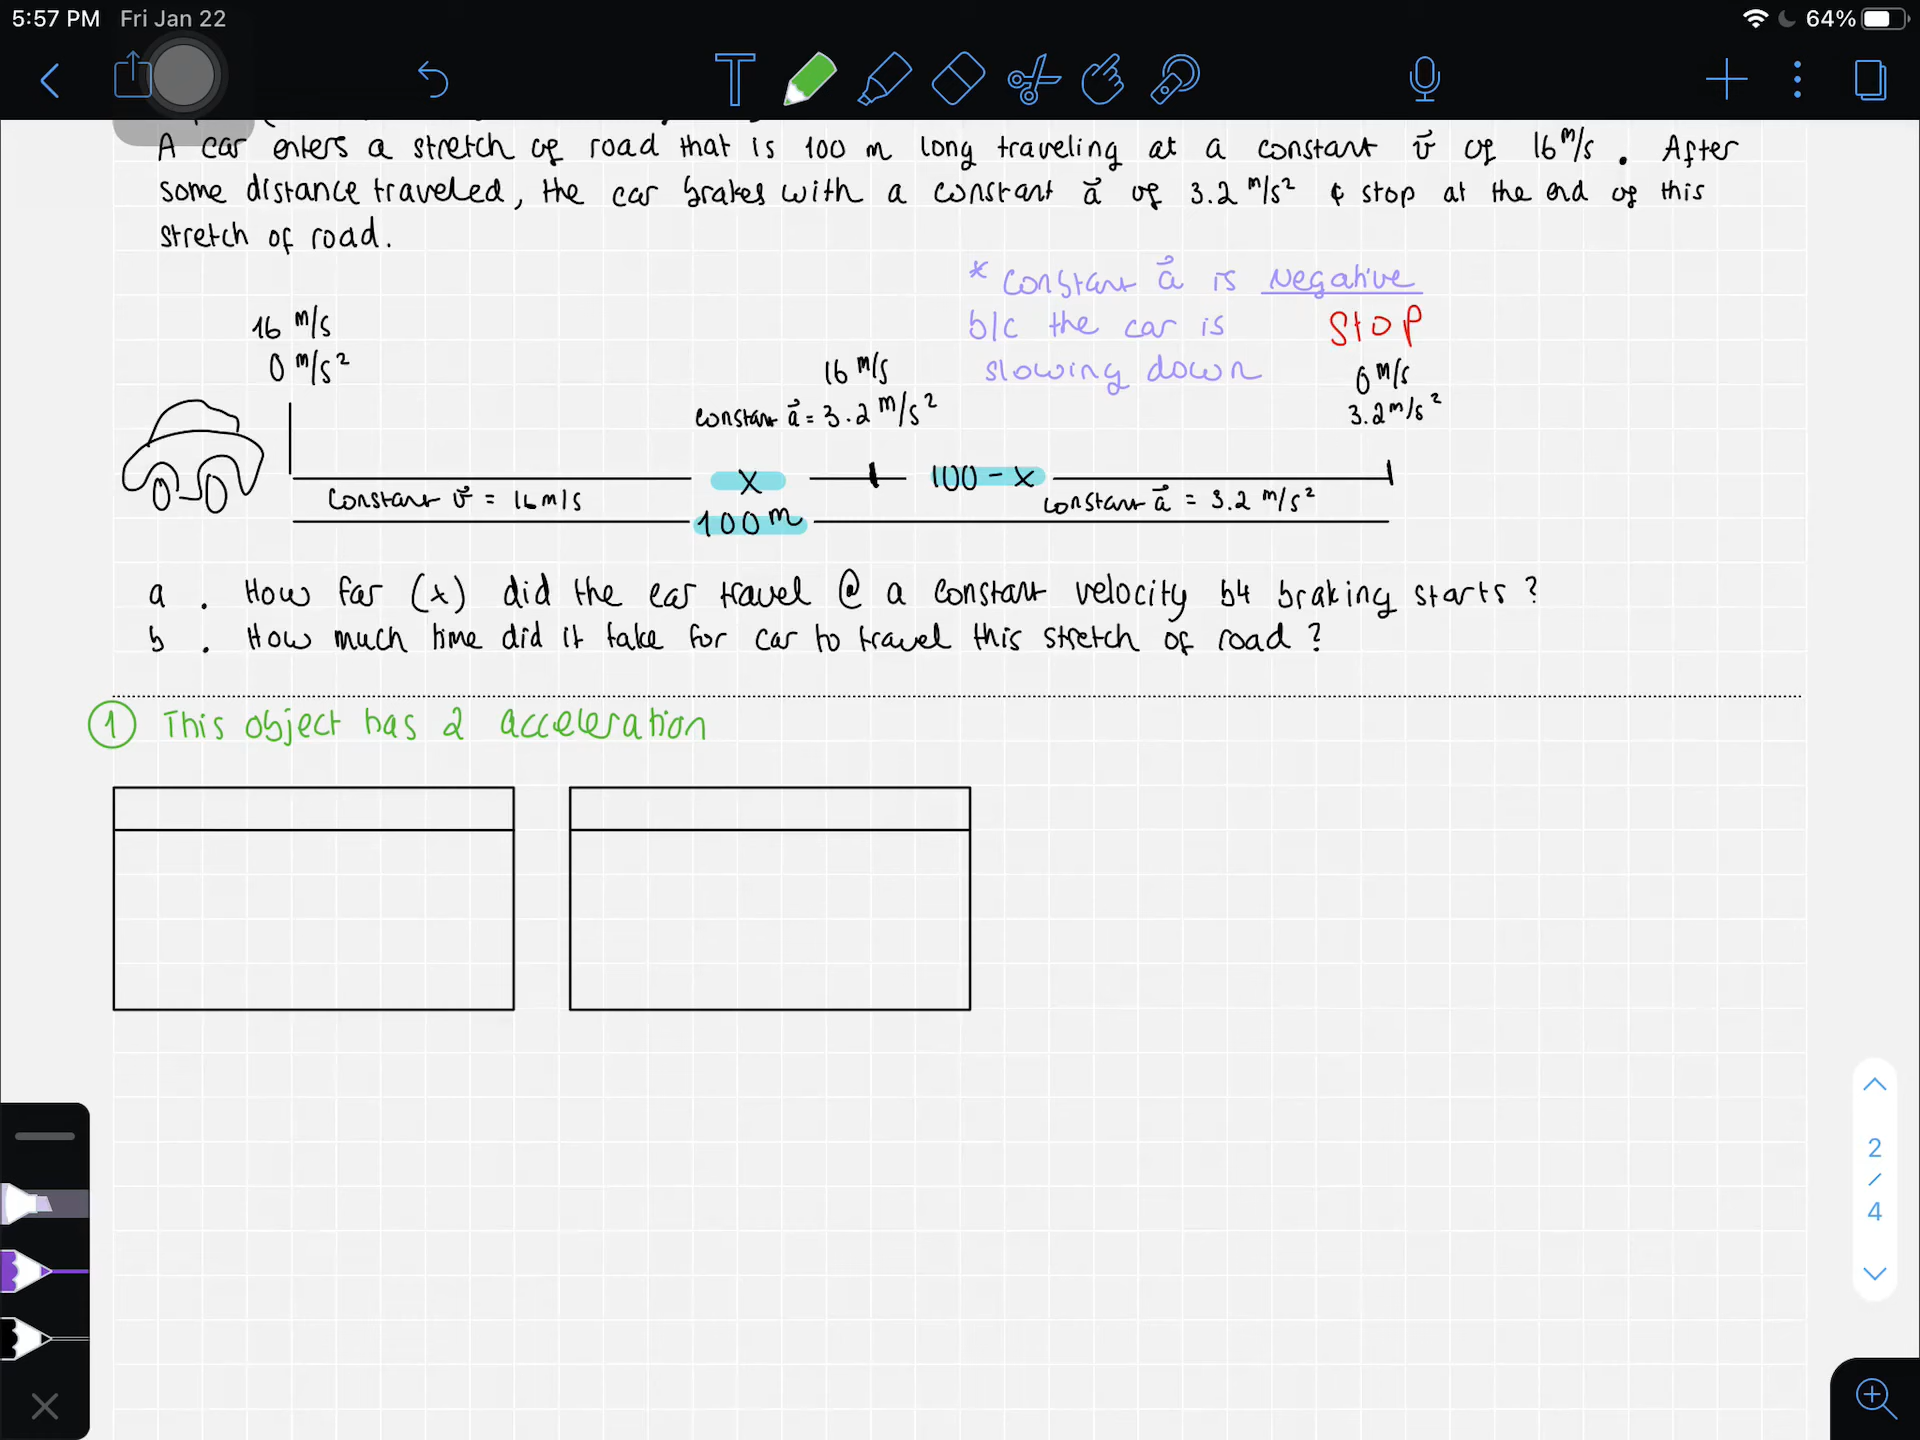 5:57 PM Fri Jan 22
64%
A car enters a stretch of road that is 100 m long traveling at a constant v⃗ of 16 m/s . After
some distance traveled, the car brakes with a constant a⃗ of 3.2 m/s² & stop at the end of this
stretch of road.
* constant a⃗ is Negative
b/c the car is
slowing down
STOP
16 m/s
0 m/s²
16 m/s
constant a⃗ = 3.2 m/s²
0 m/s
3.2 m/s²
x
100 - x
constant v⃗ = 16 m/s
constant a⃗ = 3.2 m/s²
100 m
a . How far (x) did the car travel @ a constant velocity b4 braking starts ?
b . How much time did it take for car to travel this stretch of road ?
1 This object has 2 acceleration
2
/
4